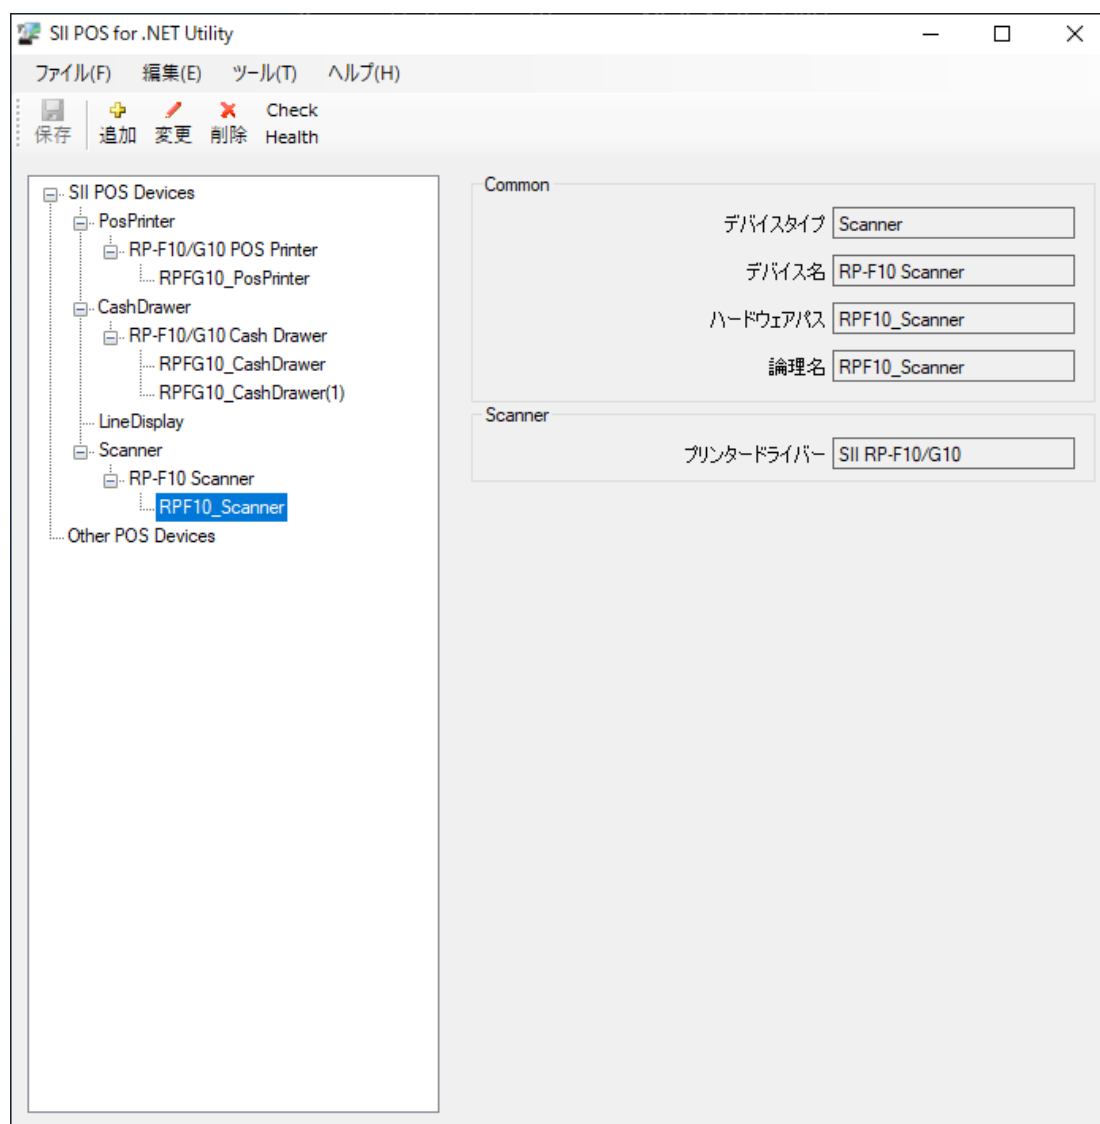 SII POS for .NET Utility
ファイル(F) 編集(E) ツール(T) ヘルプ(H)
保存 追加 変更 削除 Check Health
SII POS Devices
PosPrinter
RP-F10/G10 POS Printer
RPFG10_PosPrinter
CashDrawer
RP-F10/G10 Cash Drawer
RPFG10_CashDrawer
RPFG10_CashDrawer(1)
LineDisplay
Scanner
RP-F10 Scanner
RPF10_Scanner
Other POS Devices
Common
デバイスタイプ Scanner
デバイス名 RP-F10 Scanner
ハードウェアパス RPF10_Scanner
論理名 RPF10_Scanner
Scanner
プリンタードライバー SII RP-F10/G10